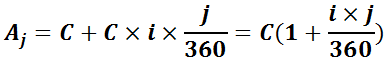 A_j = C + C × i × j/360 = C(1 + (i × j)/360)